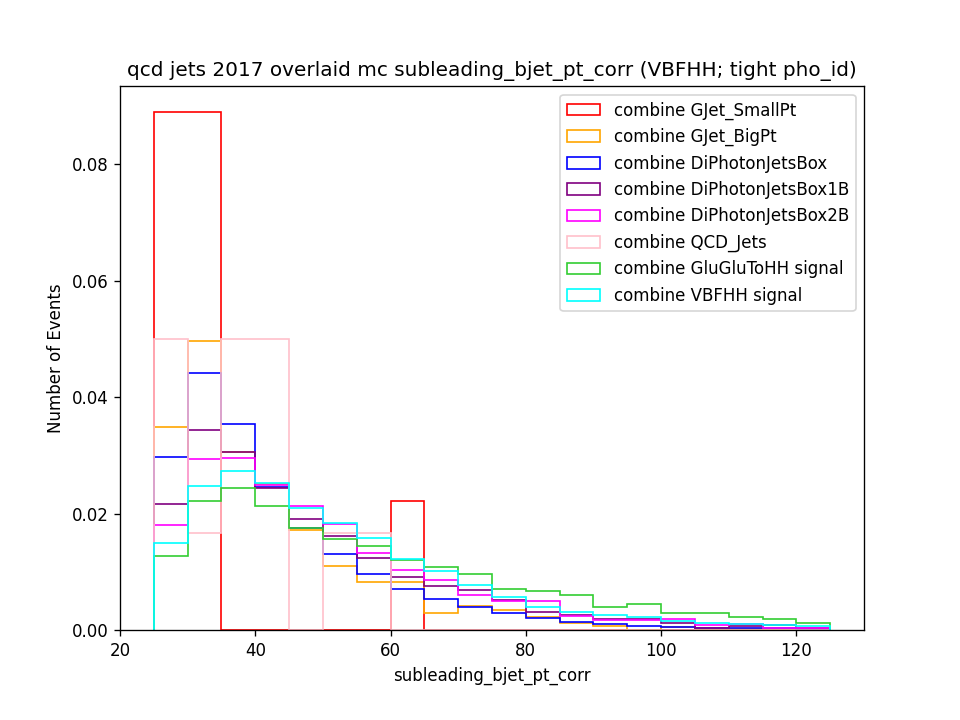 qcd jets 2017 overlaid mc subleading_bjet_pt_corr (VBFHH; tight pho_id)
combine GJet_SmallPt
combine GJet_BigPt
combine DiPhotonJetsBox
combine DiPhotonJetsBox1B
combine DiPhotonJetsBox2B
combine QCD_Jets
combine GluGluToHH signal
combine VBFHH signal
Number of Events
0.08
0.06
0.04
0.02
0.00
20 40 60 80 100 120
subleading_bjet_pt_corr